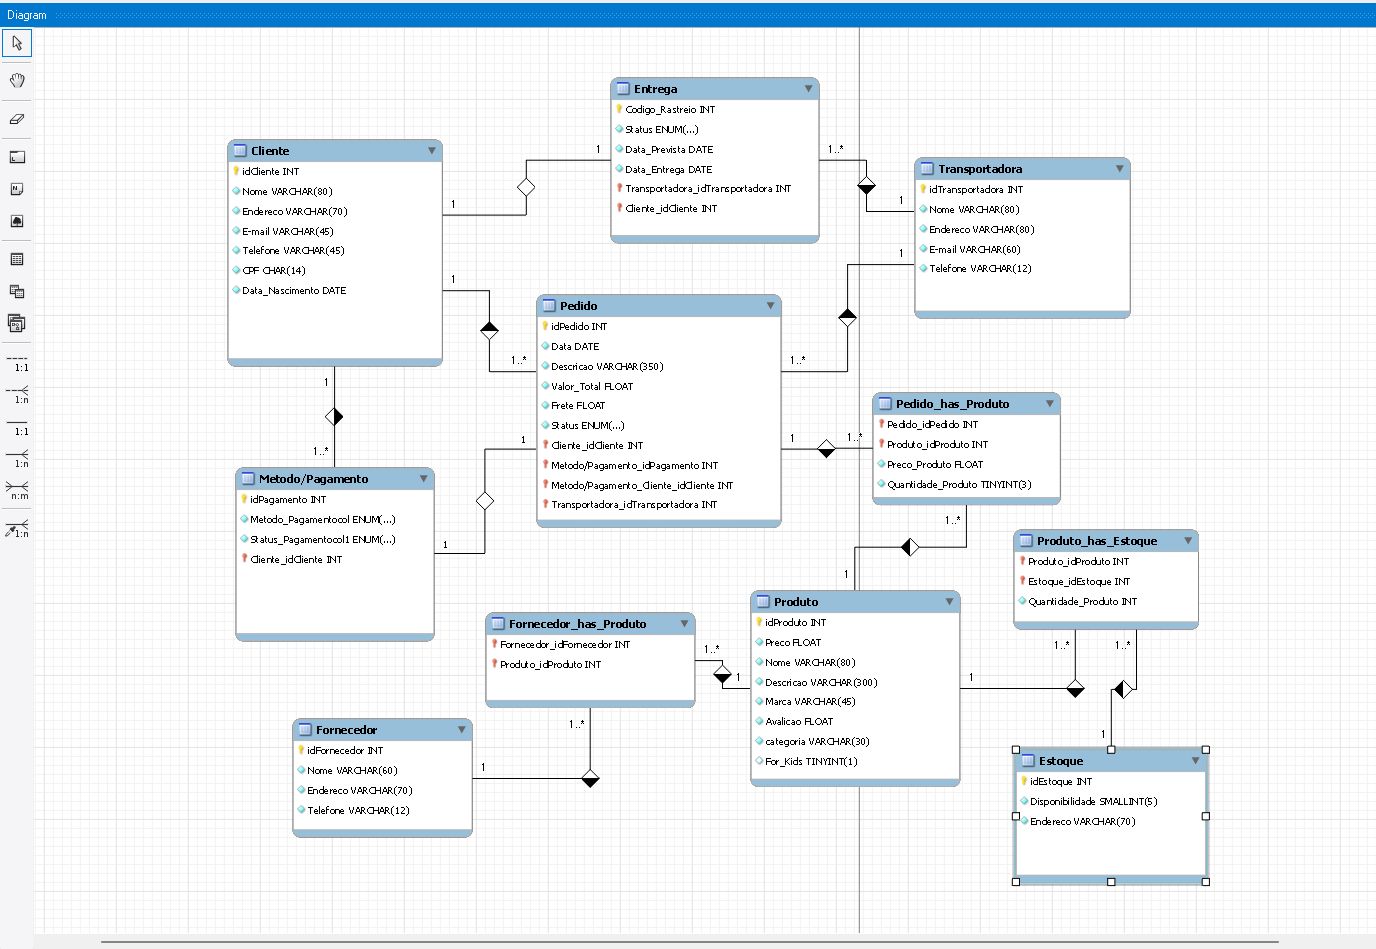 Diagram
1:1
1:n
1:1
1:n
n:m
1:n
Entrega
Codigo_Rastreio INT
Status ENUM(...)
Data_Prevista DATE
Data_Entrega DATE
Transportadora_idTransportadora INT
Cliente_idCliente INT
Cliente
idCliente INT
Nome VARCHAR(80)
Endereco VARCHAR(70)
E-mail VARCHAR(45)
Telefone VARCHAR(45)
CPF CHAR(14)
Data_Nascimento DATE
1
1
1..*
1
Transportadora
idTransportadora INT
Nome VARCHAR(80)
Endereco VARCHAR(80)
E-mail VARCHAR(60)
Telefone VARCHAR(12)
1
1..*
1
1..*
Pedido
idPedido INT
Data DATE
Descricao VARCHAR(350)
Valor_Total FLOAT
Frete FLOAT
Status ENUM(...)
Cliente_idCliente INT
Metodo/Pagamento_idPagamento INT
Metodo/Pagamento_Cliente_idCliente INT
Transportadora_idTransportadora INT
1
1..*
1
1
1
1..*
Pedido_has_Produto
Pedido_idPedido INT
Produto_idProduto INT
Preco_Produto FLOAT
Quantidade_Produto TINYINT(3)
Metodo/Pagamento
idPagamento INT
Metodo_Pagamentocol ENUM(...)
Status_Pagamentocol1 ENUM(...)
Cliente_idCliente INT
1..*
1
Produto_has_Estoque
Produto_idProduto INT
Estoque_idEstoque INT
Quantidade_Produto INT
Produto
idProduto INT
Preco FLOAT
Nome VARCHAR(80)
Descricao VARCHAR(300)
Marca VARCHAR(45)
Avalicao FLOAT
categoria VARCHAR(30)
For_Kids TINYINT(1)
Fornecedor_has_Produto
Fornecedor_idFornecedor INT
Produto_idProduto INT
1..*
1
1
1..*
1..*
1
Fornecedor
idFornecedor INT
Nome VARCHAR(60)
Endereco VARCHAR(70)
Telefone VARCHAR(12)
1
1..*
Estoque
idEstoque INT
Disponibilidade SMALLINT(5)
Endereco VARCHAR(70)